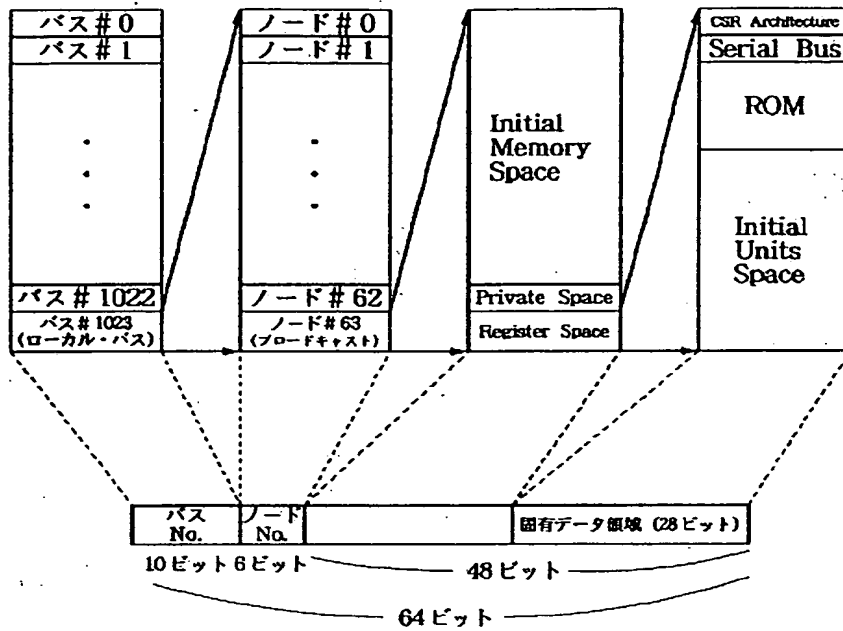 バス#0
バス#1
バス#1022
バス#1023
(ローカル・バス)
ノード#0
ノード#1
ノード#62
ノード#63
(ブロードキャスト)
Initial
Memory
Space
Private Space
Register Space
CSR Architecture
Serial Bus
ROM
Initial
Units
Space
バス
No.
ノード
No.
固有データ領域 (28ビット)
10ビット 6ビット
48ビット
64ビット